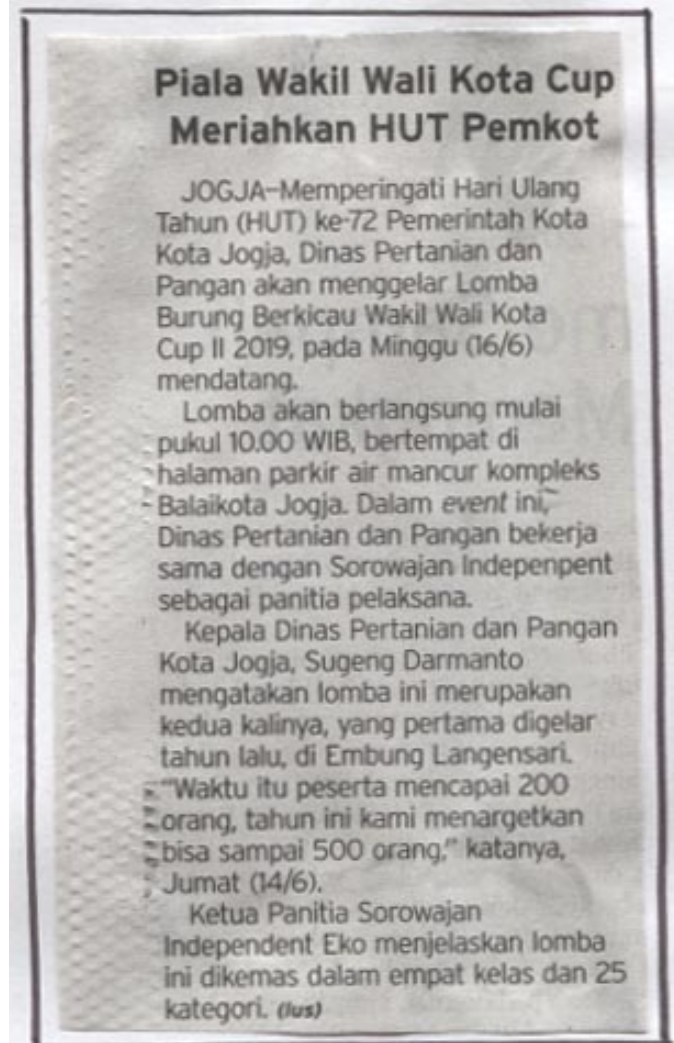 Piala Wakil Wali Kota Cup
Meriahkan HUT Pemkot
JOGJA–Memperingati Hari Ulang
Tahun (HUT) ke-72 Pemerintah Kota
Kota Jogja, Dinas Pertanian dan
Pangan akan menggelar Lomba
Burung Berkicau Wakil Wali Kota
Cup II 2019, pada Minggu (16/6)
mendatang.
Lomba akan berlangsung mulai
pukul 10.00 WIB, bertempat di
halaman parkir air mancur kompleks
Balaikota Jogja. Dalam event ini,
Dinas Pertanian dan Pangan bekerja
sama dengan Sorowajan Indepenpent
sebagai panitia pelaksana.
Kepala Dinas Pertanian dan Pangan
Kota Jogja, Sugeng Darmanto
mengatakan lomba ini merupakan
kedua kalinya, yang pertama digelar
tahun lalu, di Embung Langensari.
"Waktu itu peserta mencapai 200
orang, tahun ini kami menargetkan
bisa sampai 500 orang," katanya,
Jumat (14/6).
Ketua Panitia Sorowajan
Independent Eko menjelaskan lomba
ini dikemas dalam empat kelas dan 25
kategori. (lus)